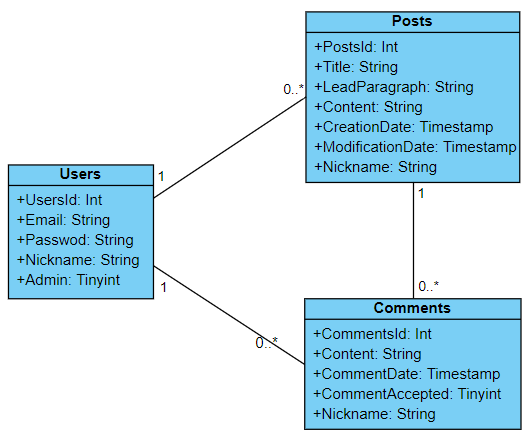 Posts
+PostsId: Int
+Title: String
+LeadParagraph: String
+Content: String
+CreationDate: Timestamp
+ModificationDate: Timestamp
+Nickname: String
0..*
1
Users
+UsersId: Int
+Email: String
+Passwod: String
+Nickname: String
+Admin: Tinyint
1
1
0..*
0..*
Comments
+CommentsId: Int
+Content: String
+CommentDate: Timestamp
+CommentAccepted: Tinyint
+Nickname: String